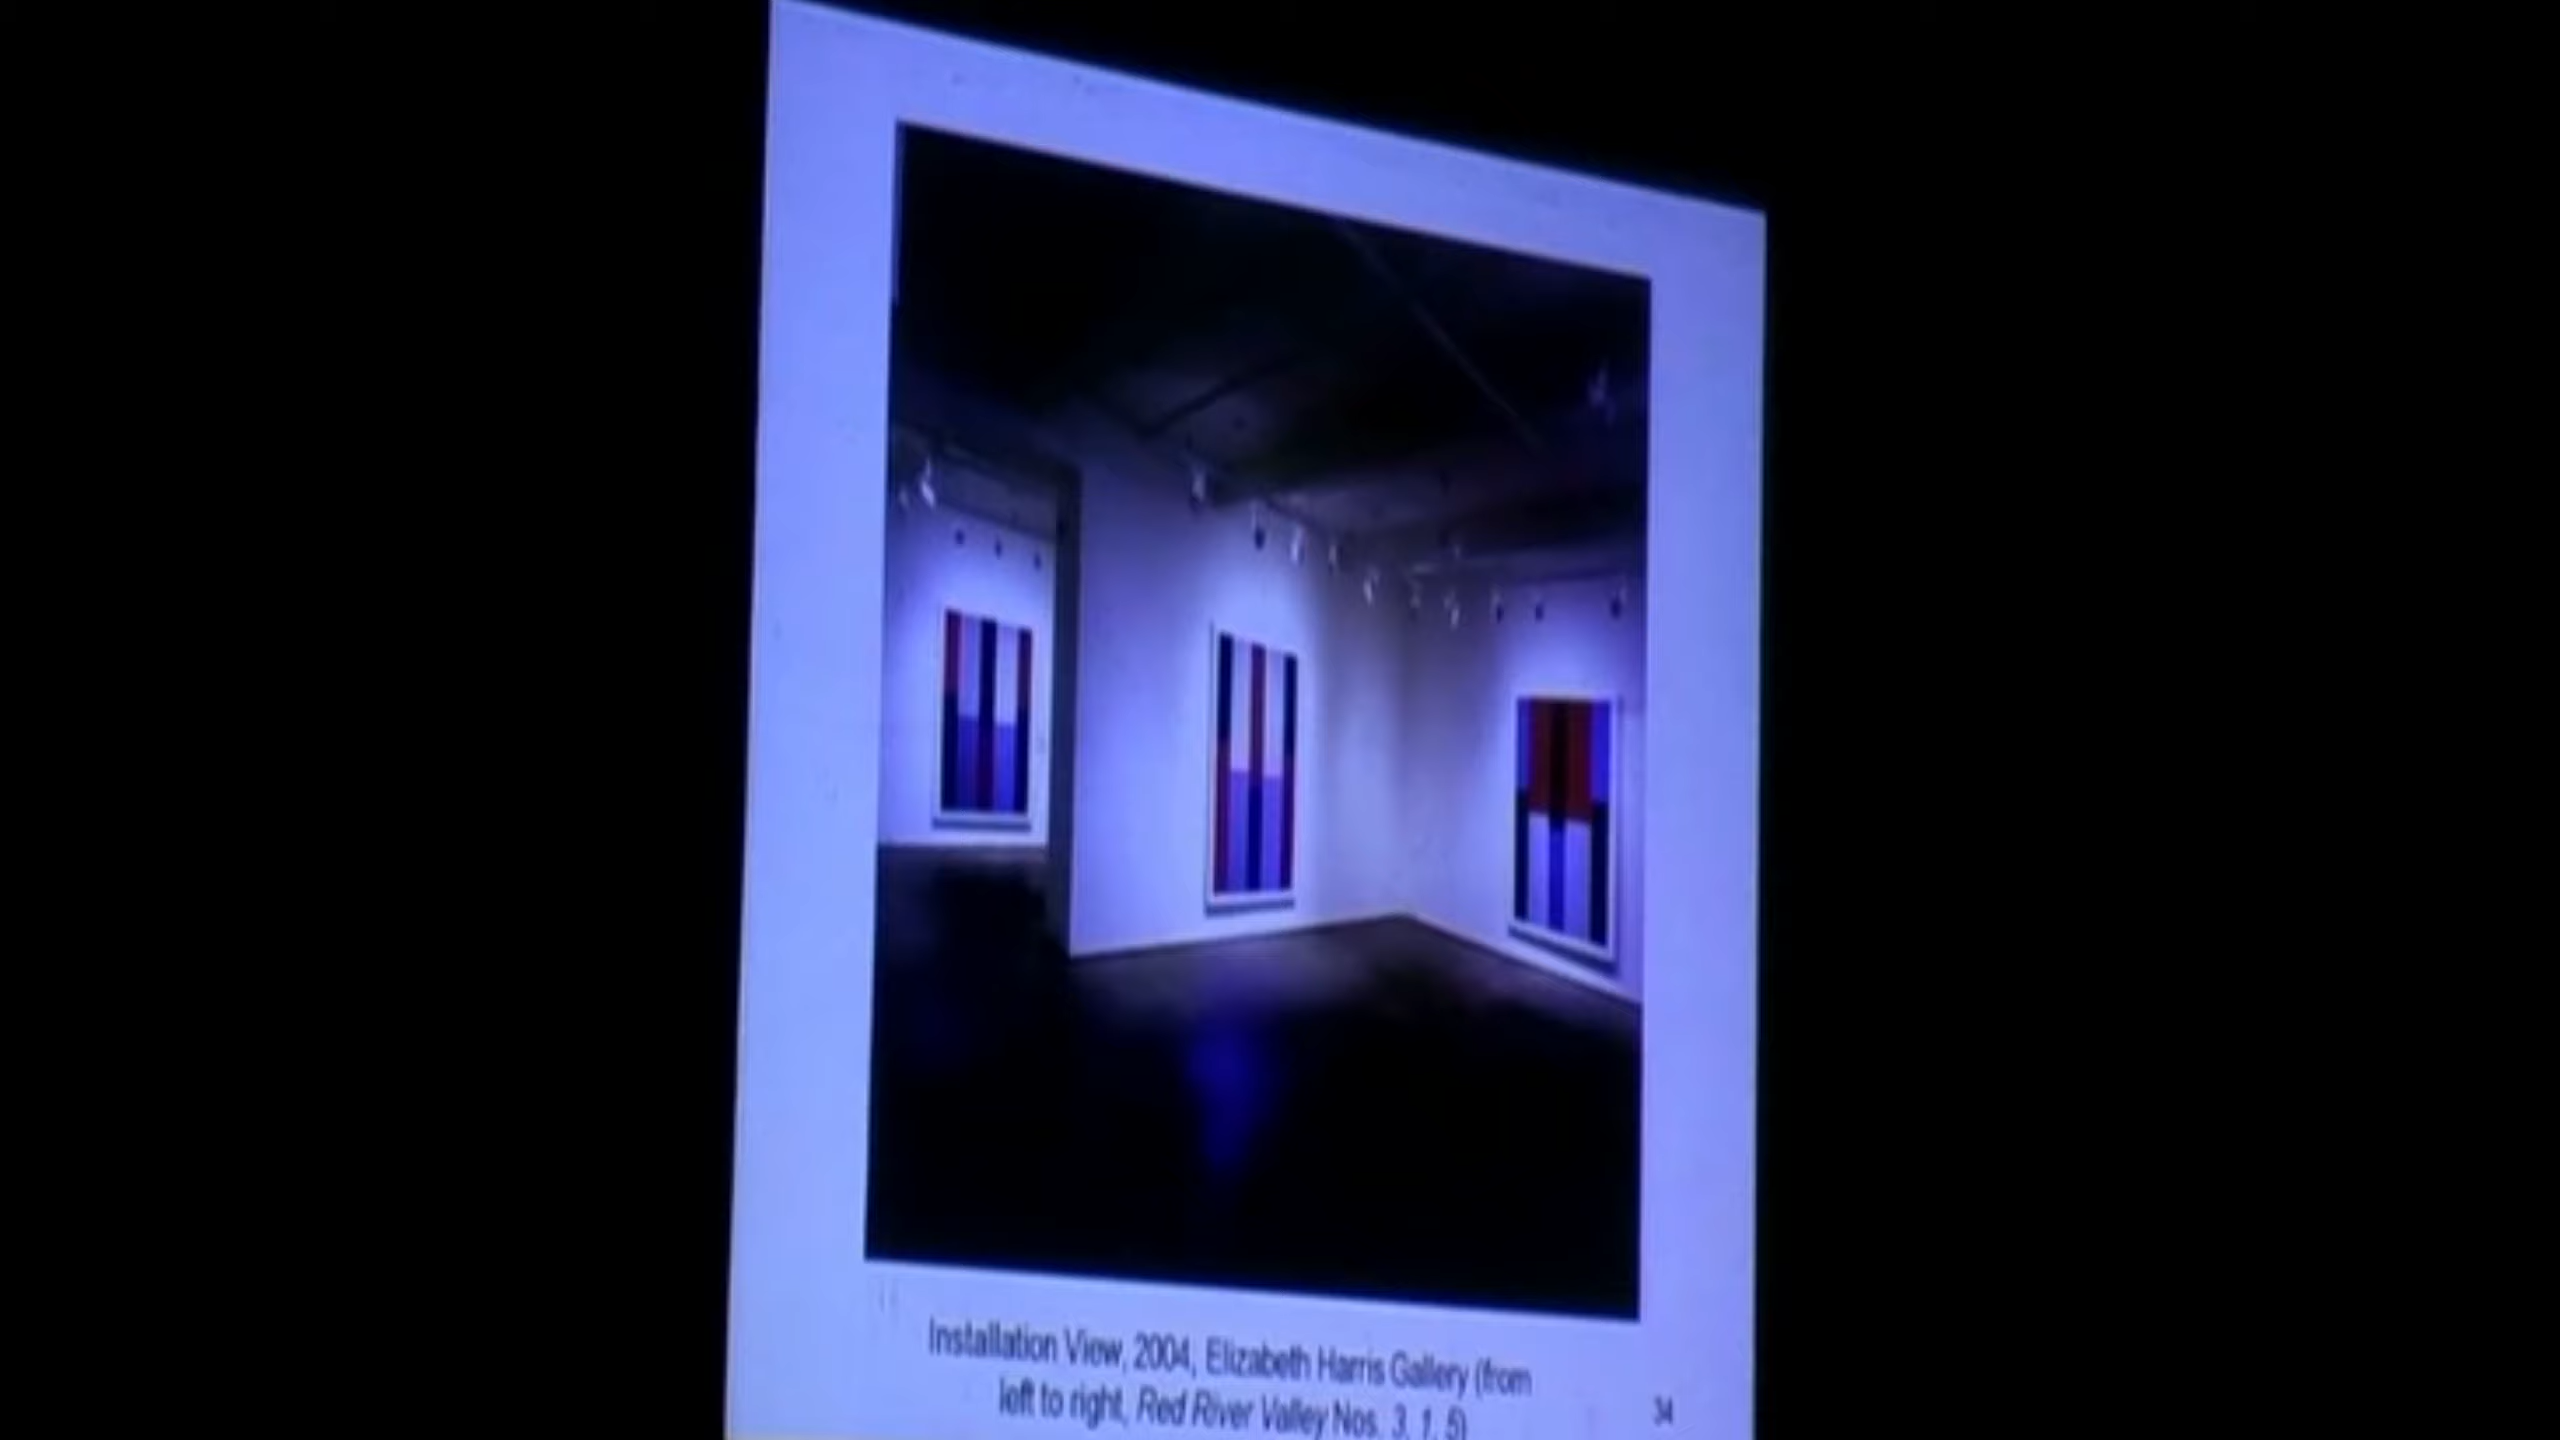 Installation View, 2004, Elizabeth Harris Gallery (from
left to right, Red River Valley Nos. 3, 1, 5)
34